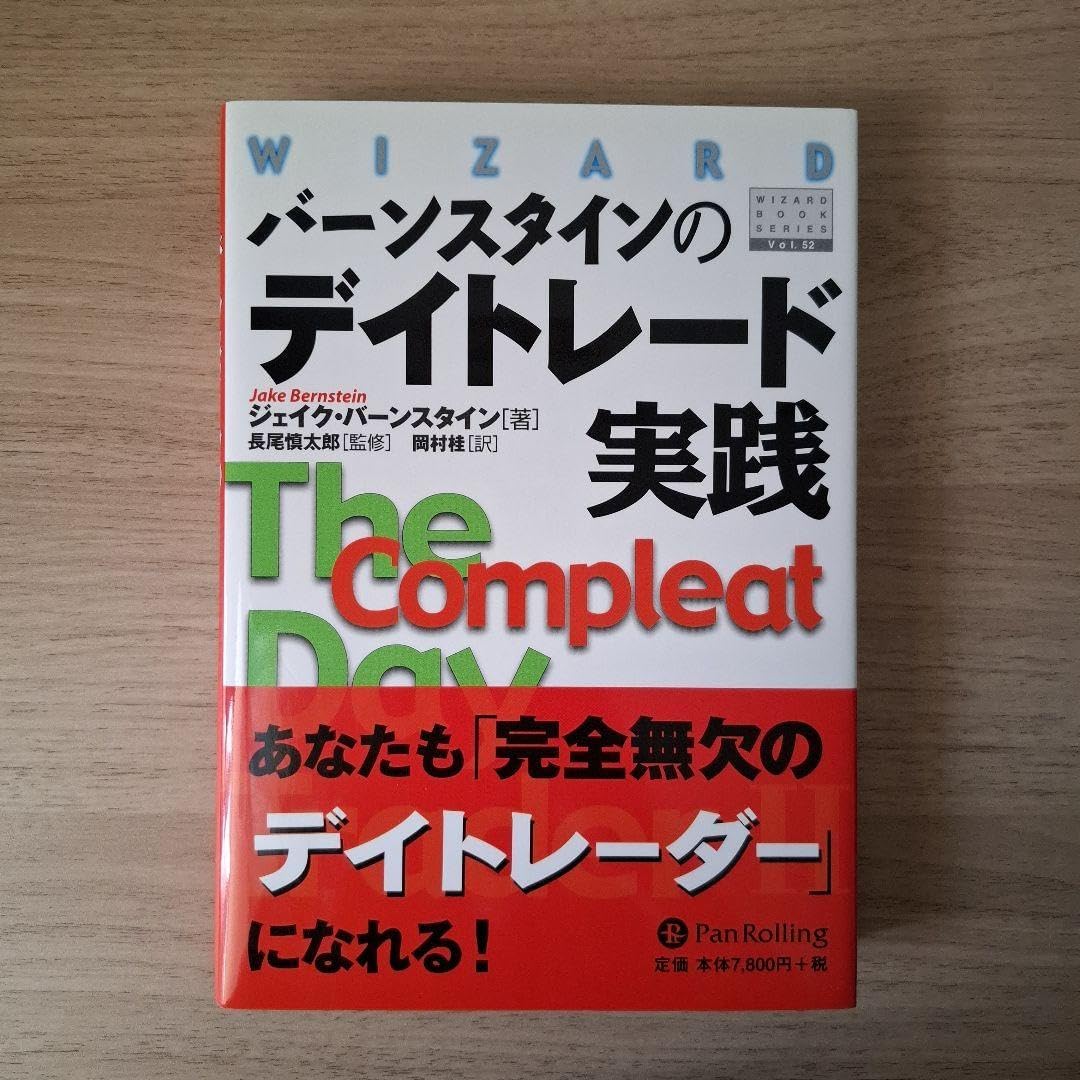 WIZARD
バーンスタインの
WIZARD
BOOK
SERIES
Vol. 52
デイトレード
実践
Jake Bernstein
ジェイク・バーンスタイン[著]
長尾慎太郎[監修] 岡村桂[訳]
The
Compleat
Day
Trader II
あなたも「完全無欠の
デイトレーダー」
になれる!
PanRolling
定価 本体7,800円+税